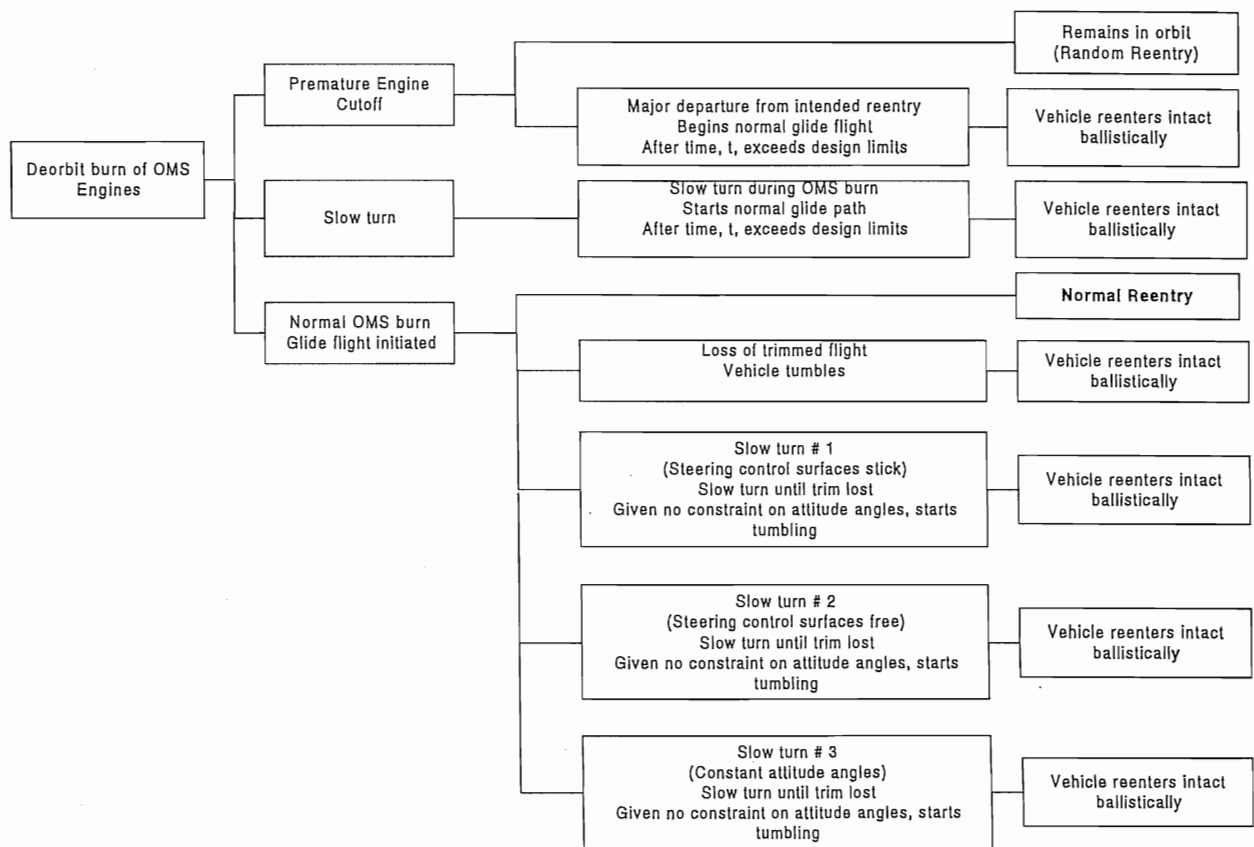 Deorbit burn of OMS
Engines
Premature Engine
Cutoff
Remains in orbit
(Random Reentry)
Major departure from intended reentry
Begins normal glide flight
After time, t, exceeds design limits
Vehicle reenters intact
ballistically
Slow turn
Slow turn during OMS burn
Starts normal glide path
After time, t, exceeds design limits
Vehicle reenters intact
ballistically
Normal OMS burn
Glide flight initiated
Normal Reentry
Loss of trimmed flight
Vehicle tumbles
Vehicle reenters intact
ballistically
Slow turn # 1
(Steering control surfaces stick)
Slow turn until trim lost
Given no constraint on attitude angles, starts
tumbling
Vehicle reenters intact
ballistically
Slow turn # 2
(Steering control surfaces free)
Slow turn until trim lost
Given no constraint on attitude angles, starts
tumbling
Vehicle reenters intact
ballistically
Slow turn # 3
(Constant attitude angles)
Slow turn until trim lost
Given no constraint on attitude angles, starts
tumbling
Vehicle reenters intact
ballistically